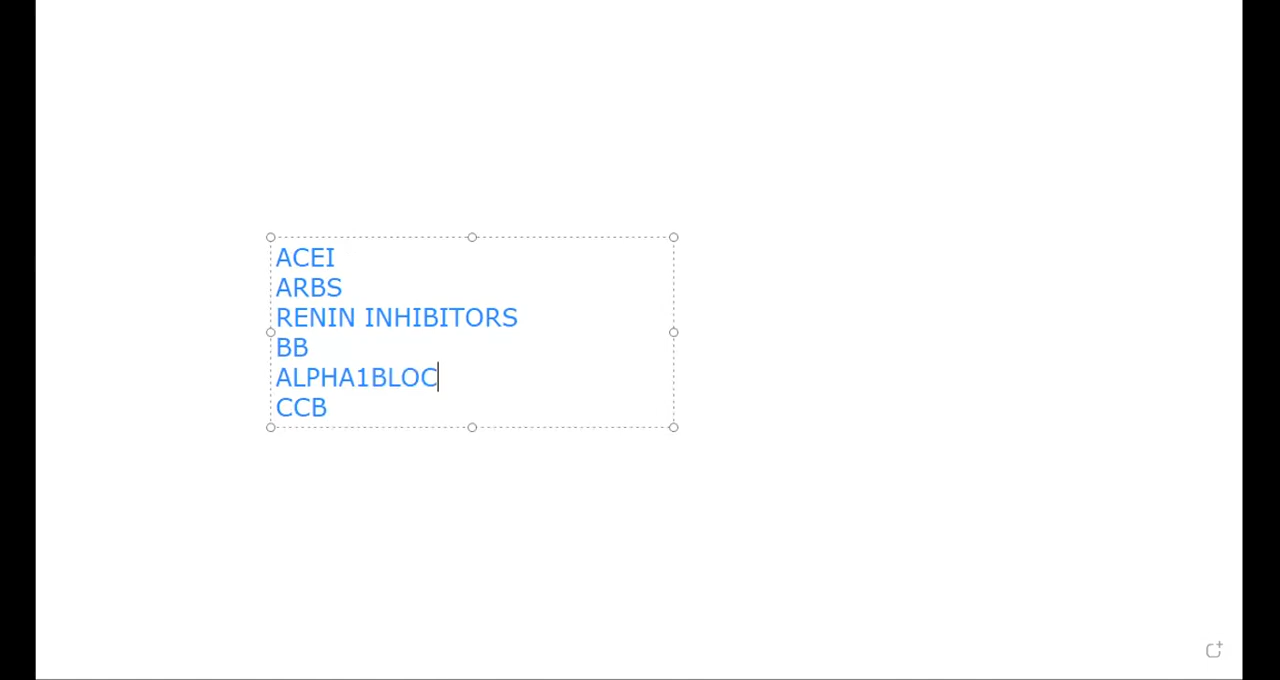 ACEI
ARBS
RENIN INHIBITORS
BB
ALPHA1BLOC
CCB